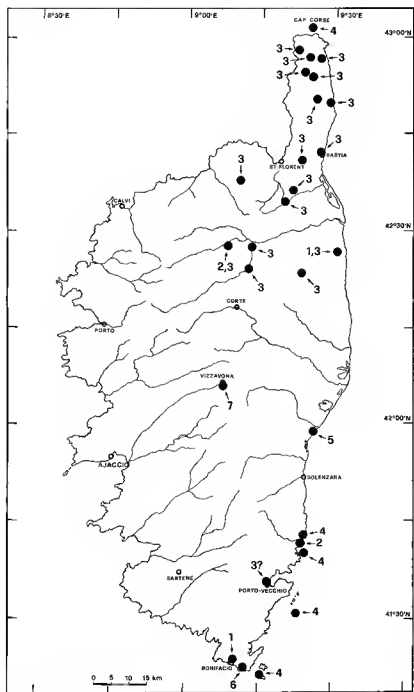 8°30'E
9°00'E
9°30'E
CAP CORSE
43°00'N
4
3
3
3
3
3
3
3
3
BASTIA
3
ST FLORENT
3
3
3
CALVI
42°30'N
1,3
3
2,3
3
3
CORTE
PORTO
VIZZAVONA
7
42°00'N
5
AJACCIO
SOLENZARA
4
2
4
3?
SARTENE
PORTO-VECCHIO
4
41°30'N
1
BONIFACIO
6
4
0 5 10 15 km